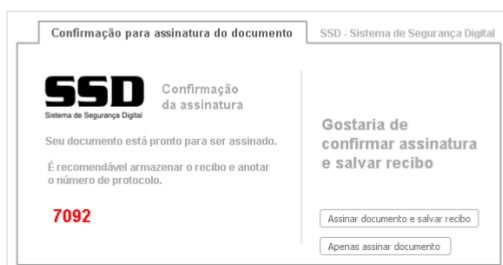 Confirmação para assinatura do documento
SSD - Sistema de Segurança Digital
SSD
Sistema de Segurança Digital
Confirmação
da assinatura
Seu documento está pronto para ser assinado.
É recomendável armazenar o recibo e anotar
o número de protocolo.
7092
Gostaria de
confirmar assinatura
e salvar recibo
Assinar documento e salvar recibo
Apenas assinar documento